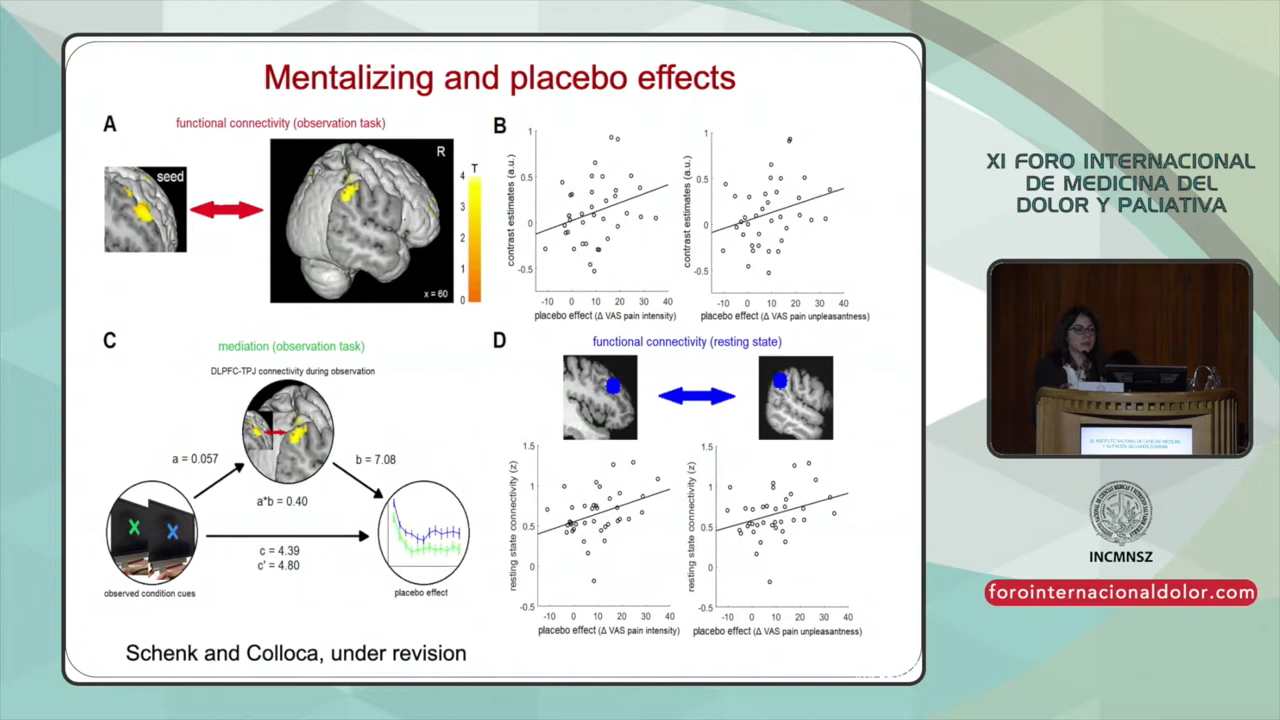 Mentalizing and placebo effects
A
functional connectivity (observation task)
seed
R
x = 60
T
4
3
2
1
0
B
contrast estimates (a.u.)
1
0.5
0
-0.5
-10 0 10 20 30 40
placebo effect (Δ VAS pain intensity)
contrast estimates (a.u.)
1
0.5
0
-0.5
-10 0 10 20 30 40
placebo effect (Δ VAS pain unpleasantness)
C
mediation (observation task)
DLPFC-TPJ connectivity during observation
a = 0.057
b = 7.08
a*b = 0.40
c = 4.39
c' = 4.80
observed condition cues
placebo effect
D
functional connectivity (resting state)
resting state connectivity (z)
1.5
1
0.5
0
-0.5
-10 0 10 20 30 40
placebo effect (Δ VAS pain intensity)
resting state connectivity (z)
1.5
1
0.5
0
-0.5
-10 0 10 20 30 40
placebo effect (Δ VAS pain unpleasantness)
Schenk and Colloca, under revision
XI FORO INTERNACIONAL
DE MEDICINA DEL
DOLOR Y PALIATIVA
INCMNSZ
forointernacionaldolor.com